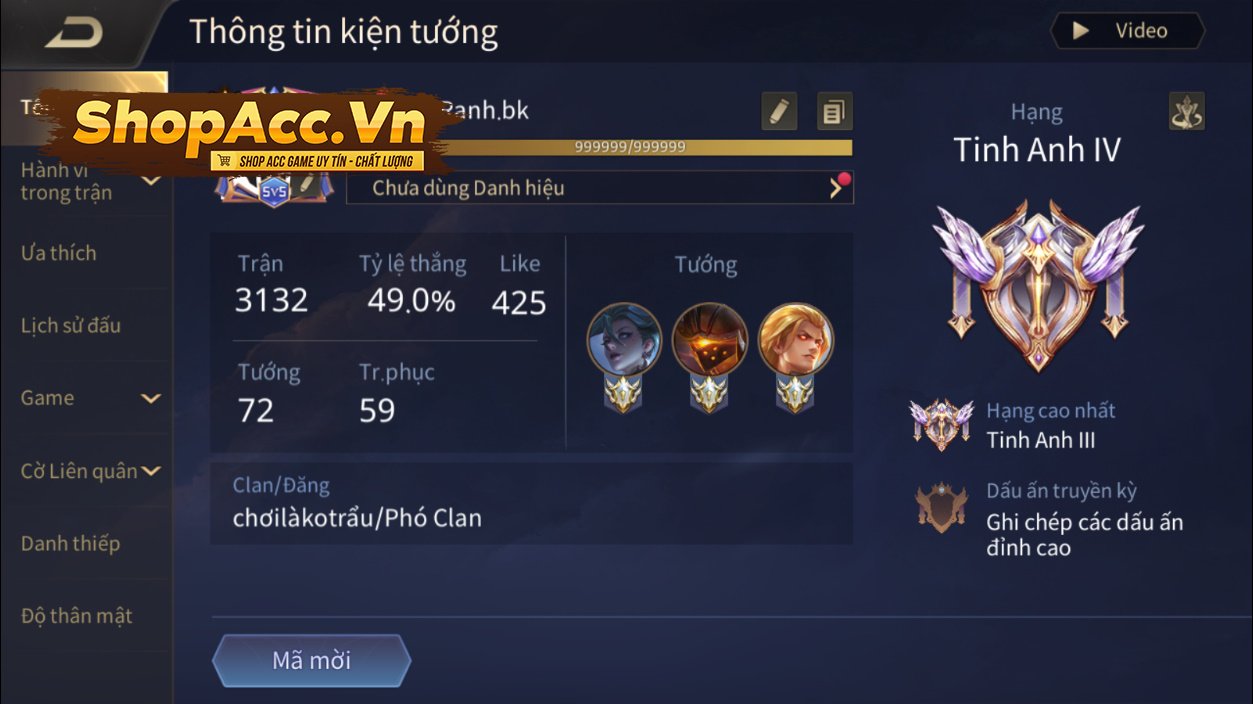 Thông tin kiện tướng
Video
ShopAcc.Vn
SHOP ACC GAME UY TÍN - CHẤT LƯỢNG
Ranh.bk
999999/999999
5v5
Chưa dùng Danh hiệu
Hành vi
trong trận
Ưa thích
Lịch sử đấu
Game
Cờ Liên quân
Danh thiếp
Độ thân mật
Trận
Tỷ lệ thắng
Like
3132
49.0%
425
Tướng
72
Tr.phục
59
Tướng
Clan/Đăng
chơilàkotrẩu/Phó Clan
Mã mời
Hạng
Tinh Anh IV
Hạng cao nhất
Tinh Anh III
Dấu ấn truyền kỳ
Ghi chép các dấu ấn
đỉnh cao